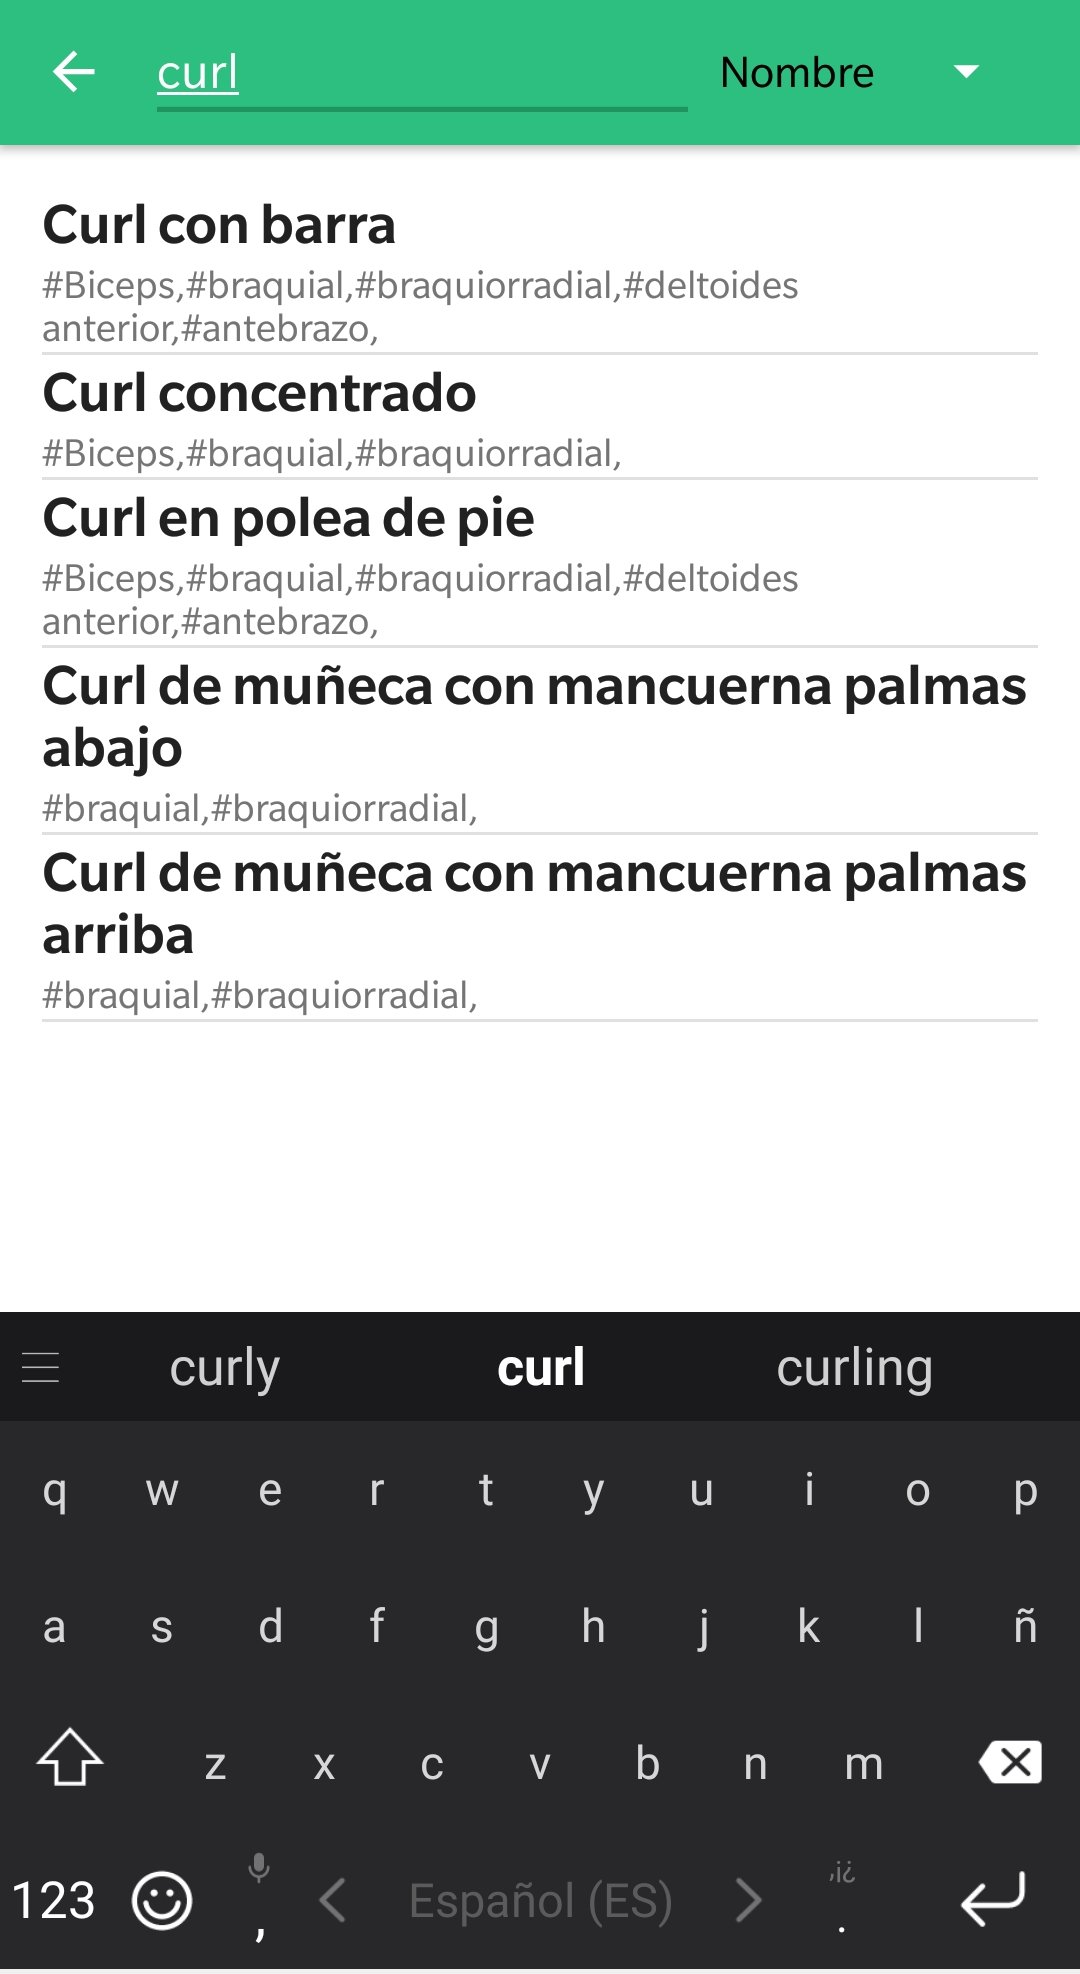 curl
Nombre
Curl con barra
#Biceps,#braquial,#braquiorradial,#deltoides
anterior,#antebrazo,
Curl concentrado
#Biceps,#braquial,#braquiorradial,
Curl en polea de pie
#Biceps,#braquial,#braquiorradial,#deltoides
anterior,#antebrazo,
Curl de muñeca con mancuerna palmas
abajo
#braquial,#braquiorradial,
Curl de muñeca con mancuerna palmas
arriba
#braquial,#braquiorradial,
curly curl curling
q w e r t y u i o p
a s d f g h j k l ñ
z x c v b n m
123 , Español (ES) ,¡¿ .